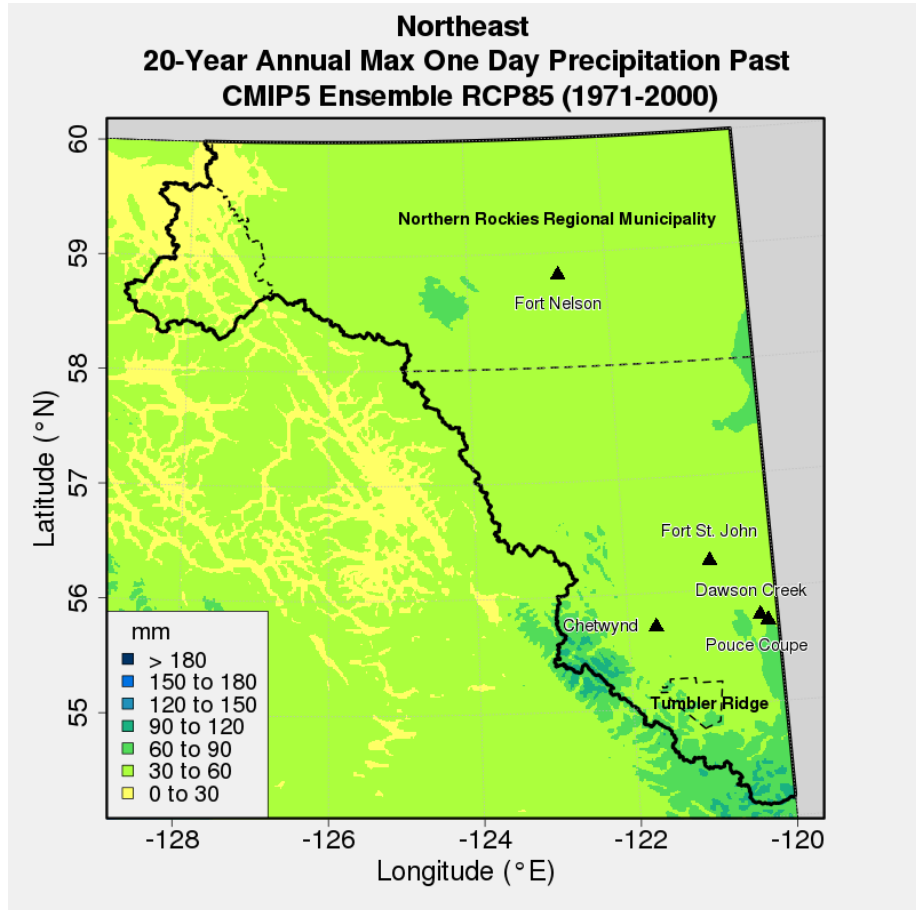 Northeast
20-Year Annual Max One Day Precipitation Past
CMIP5 Ensemble RCP85 (1971-2000)
60
59
58
57
56
55
Latitude (°N)
Northern Rockies Regional Municipality
Fort Nelson
Fort St. John
Dawson Creek
Chetwynd
Pouce Coupe
Tumbler Ridge
mm
> 180
150 to 180
120 to 150
90 to 120
60 to 90
30 to 60
0 to 30
-128
-126
-124
-122
-120
Longitude (°E)